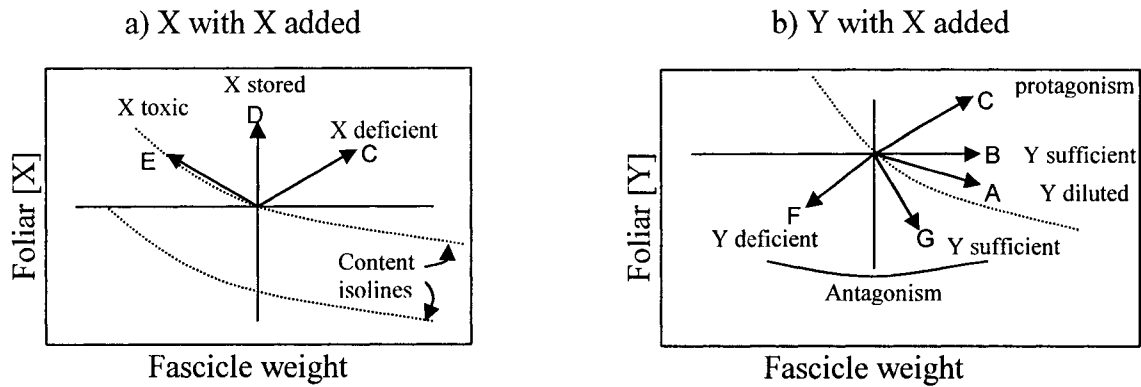 a) X with X added
X stored
X toxic
D
X deficient
E
C
Foliar [X]
Content
isolines
Fascicle weight
b) Y with X added
protagonism
C
B
Y sufficient
A
Y diluted
F
Y deficient
G
Y sufficient
Antagonism
Foliar [Y]
Fascicle weight